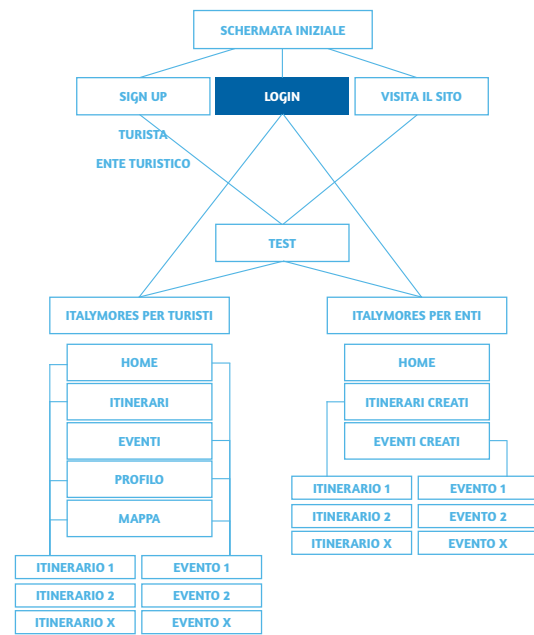 SCHERMATA INIZIALE
SIGN UP
LOGIN
VISITA IL SITO
TURISTA
ENTE TURISTICO
TEST
ITALYMORES PER TURISTI
ITALYMORES PER ENTI
HOME
ITINERARI
EVENTI
PROFILO
MAPPA
ITINERARIO 1
EVENTO 1
ITINERARIO 2
EVENTO 2
ITINERARIO X
EVENTO X
HOME
ITINERARI CREATI
EVENTI CREATI
ITINERARIO 1
EVENTO 1
ITINERARIO 2
EVENTO 2
ITINERARIO X
EVENTO X